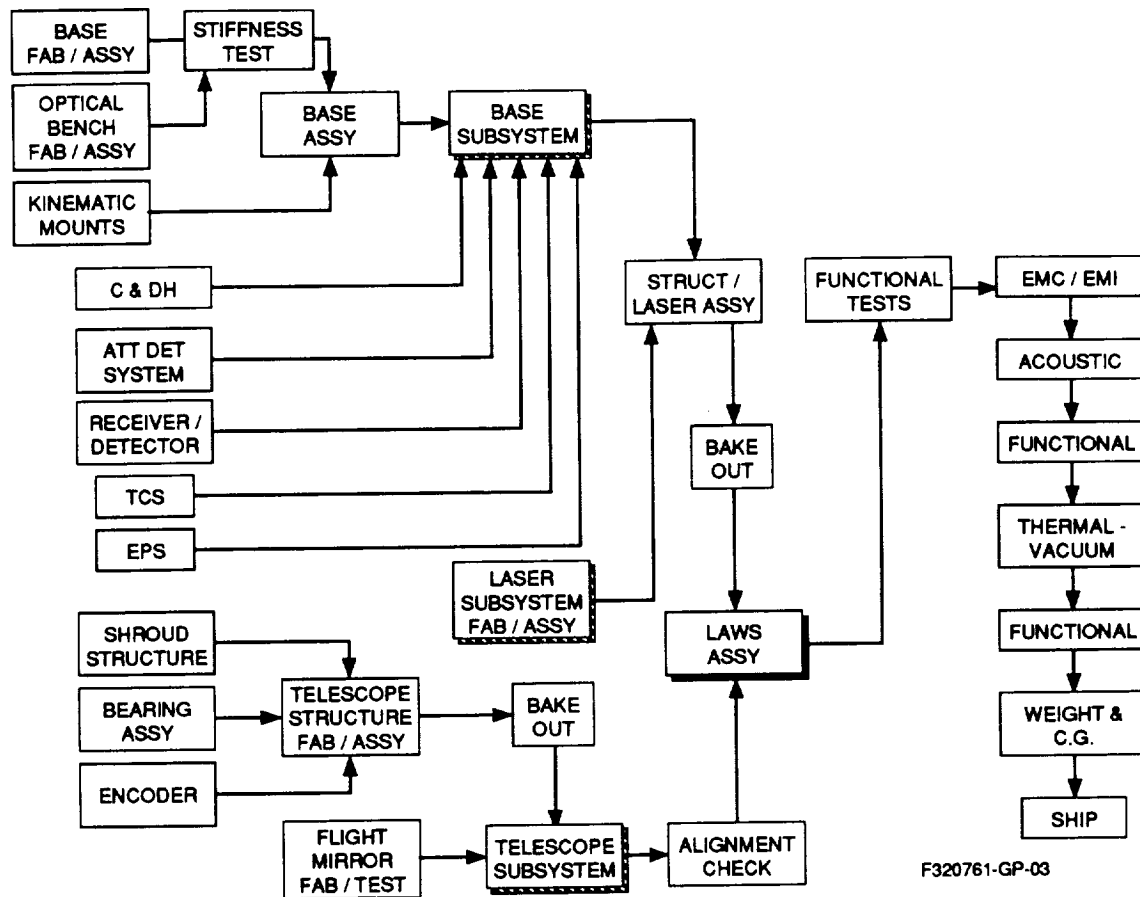 BASE
FAB / ASSY
STIFFNESS
TEST
OPTICAL
BENCH
FAB / ASSY
BASE
ASSY
BASE
SUBSYSTEM
KINEMATIC
MOUNTS
C & DH
ATT DET
SYSTEM
RECEIVER /
DETECTOR
TCS
EPS
STRUCT /
LASER ASSY
BAKE
OUT
LASER
SUBSYSTEM
FAB / ASSY
LAWS
ASSY
SHROUD
STRUCTURE
BEARING
ASSY
ENCODER
TELESCOPE
STRUCTURE
FAB / ASSY
BAKE
OUT
FLIGHT
MIRROR
FAB / TEST
TELESCOPE
SUBSYSTEM
ALIGNMENT
CHECK
FUNCTIONAL
TESTS
EMC / EMI
ACOUSTIC
FUNCTIONAL
THERMAL -
VACUUM
FUNCTIONAL
WEIGHT &
C.G.
SHIP
F320761-GP-03